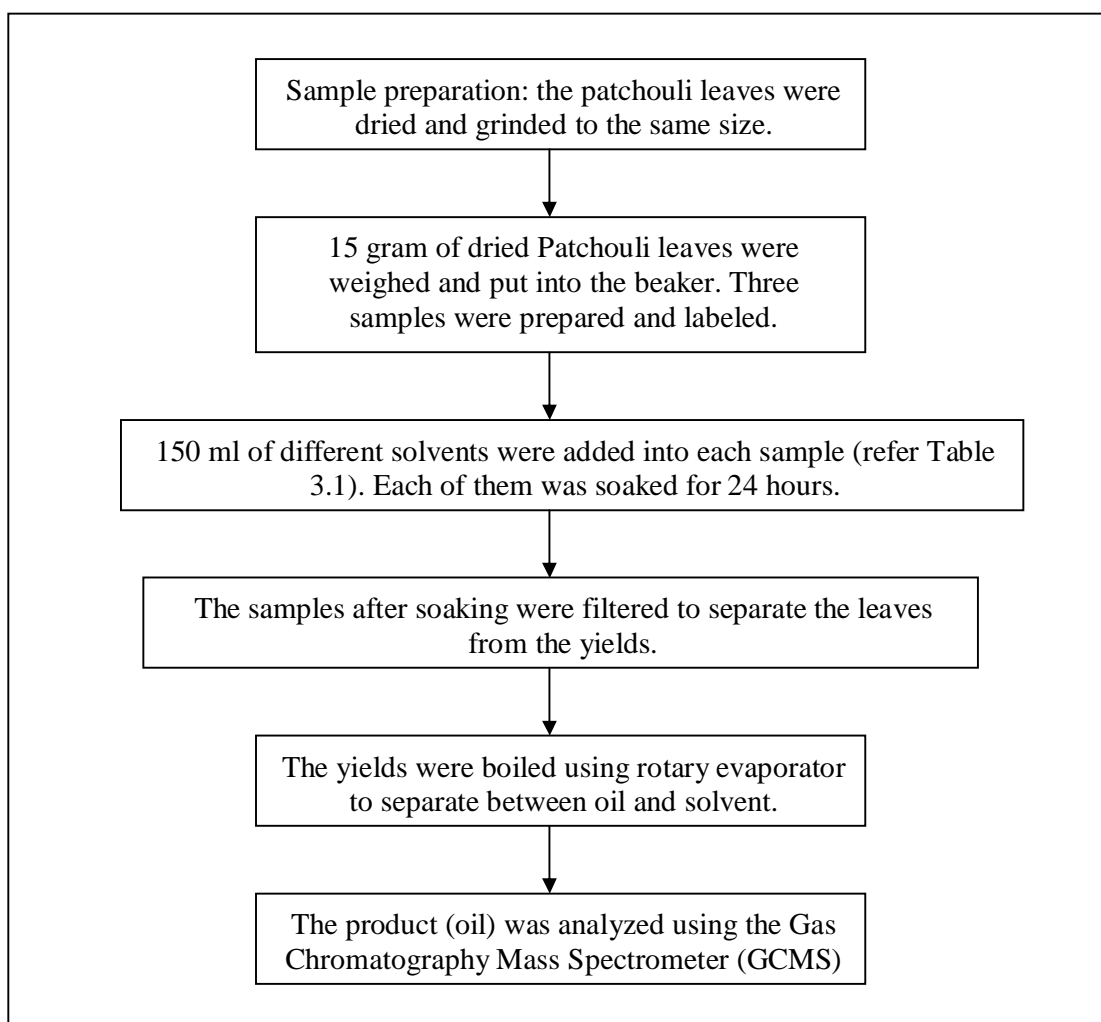 Sample preparation: the patchouli leaves were
dried and grinded to the same size.
15 gram of dried Patchouli leaves were
weighed and put into the beaker. Three
samples were prepared and labeled.
150 ml of different solvents were added into each sample (refer Table
3.1). Each of them was soaked for 24 hours.
The samples after soaking were filtered to separate the leaves
from the yields.
The yields were boiled using rotary evaporator
to separate between oil and solvent.
The product (oil) was analyzed using the Gas
Chromatography Mass Spectrometer (GCMS)